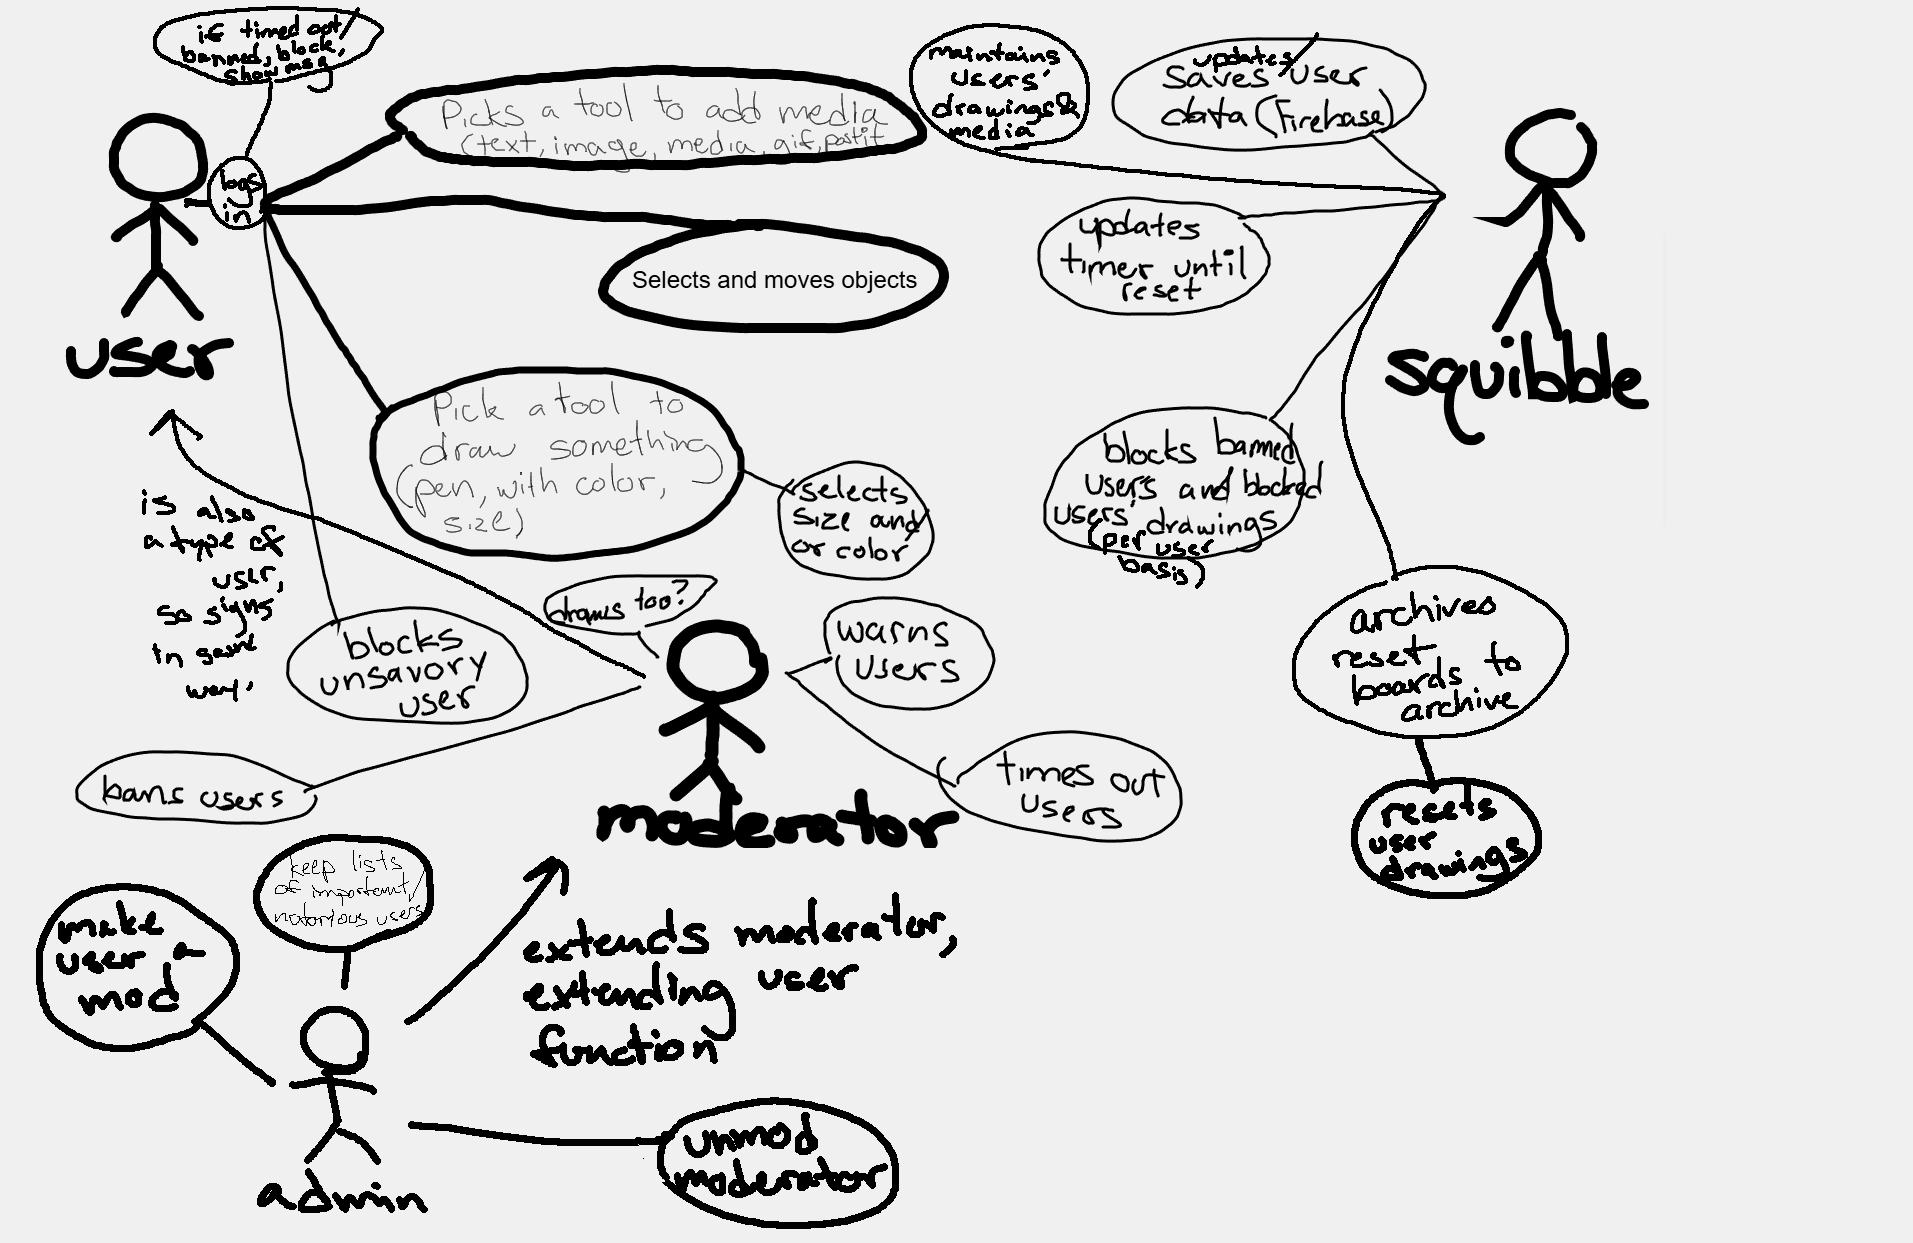 if timed out/
banned, block,
show msg
logs
in
user
Picks a tool to add media
(text, image, media, gif, postit
Selects and moves objects
Pick a tool to
draw something
(pen, with color,
size)
selects
size and/
or color
blocks
unsavory
user
maintains
users'
drawings &
media
updates/
saves user
data (Firebase)
updates
timer until
reset
squibble
blocks banned
users and blocked
users' drawings
(per user
basis)
archives
reset
boards to
archive
resets
user
drawings
is also
a type of
user,
so signs
in same
way.
draws too?
warns
users
times out
users
bans users
moderator
extends moderator,
extending user
function
keep lists
of important/
notorious users
make
user a
mod
unmod
moderator
admin